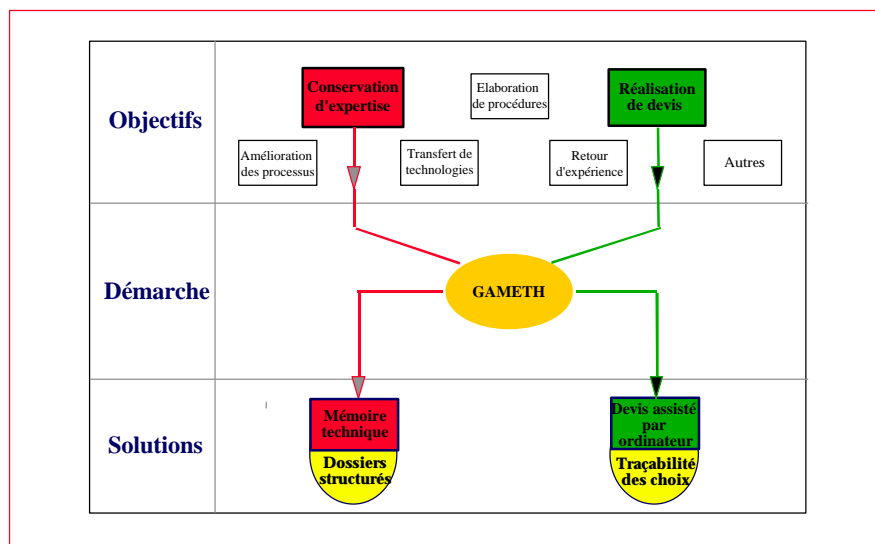 Objectifs
Conservation
d'expertise
Elaboration
de procédures
Réalisation
de devis
Amélioration
des processus
Transfert de
technologies
Retour
d'expérience
Autres
Démarche
GAMETH
Solutions
Mémoire
technique
Dossiers
structurés
Devis assisté
par
ordinateur
Traçabilité
des choix